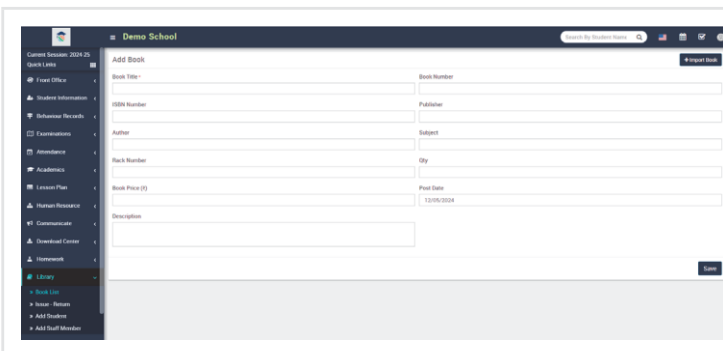 Demo School
Search By Student Name
Current Session: 2024-25
Quick Links
Front Office
Student Information
Behaviour Records
Examinations
Attendance
Academics
Lesson Plan
Human Resource
Communicate
Download Center
Homework
Library
» Book List
» Issue - Return
» Add Student
» Add Staff Member
Add Book
+ Import Book
Book Title *
Book Number
ISBN Number
Publisher
Author
Subject
Rack Number
Qty
Book Price (₹)
Post Date
12/05/2024
Description
Save